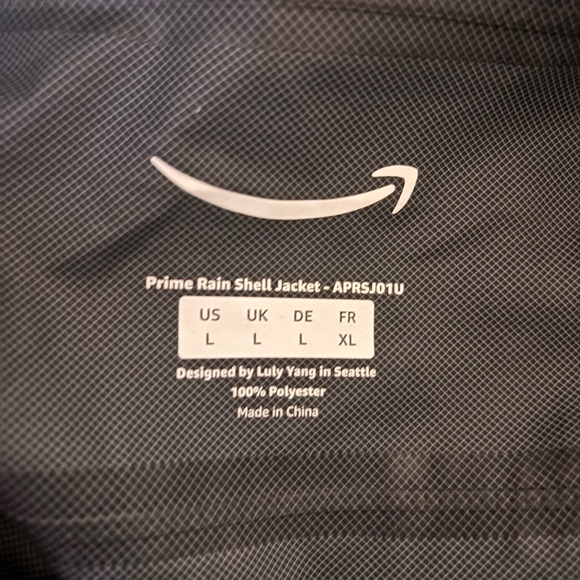 Prime Rain Shell Jacket - APRSJ01U
US UK DE FR
L L L XL
Designed by Luly Yang in Seattle
100% Polyester
Made in China